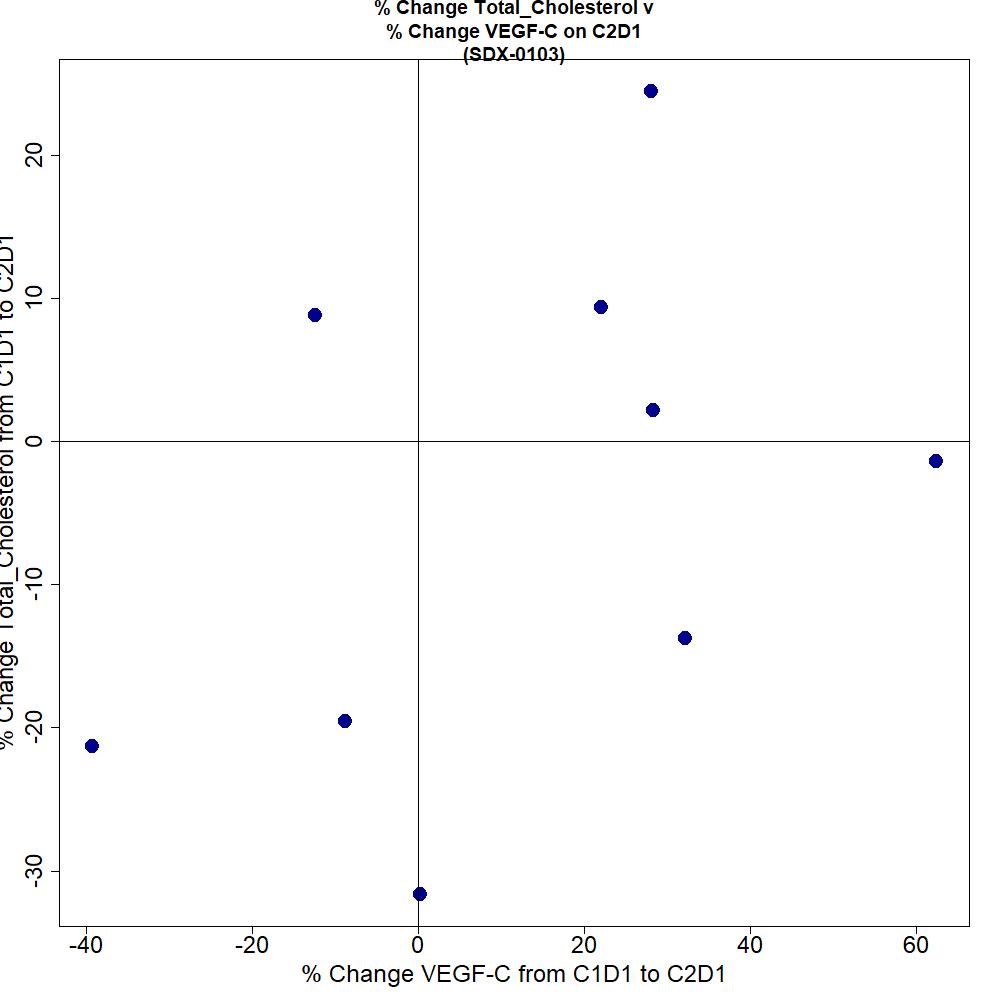 % Change Total_Cholesterol v
% Change VEGF-C on C2D1
(SDX-0103)
% Change Total_Cholesterol from C1D1 to C2D1
20
10
0
-10
-20
-30
-40
-20
0
20
40
60
% Change VEGF-C from C1D1 to C2D1